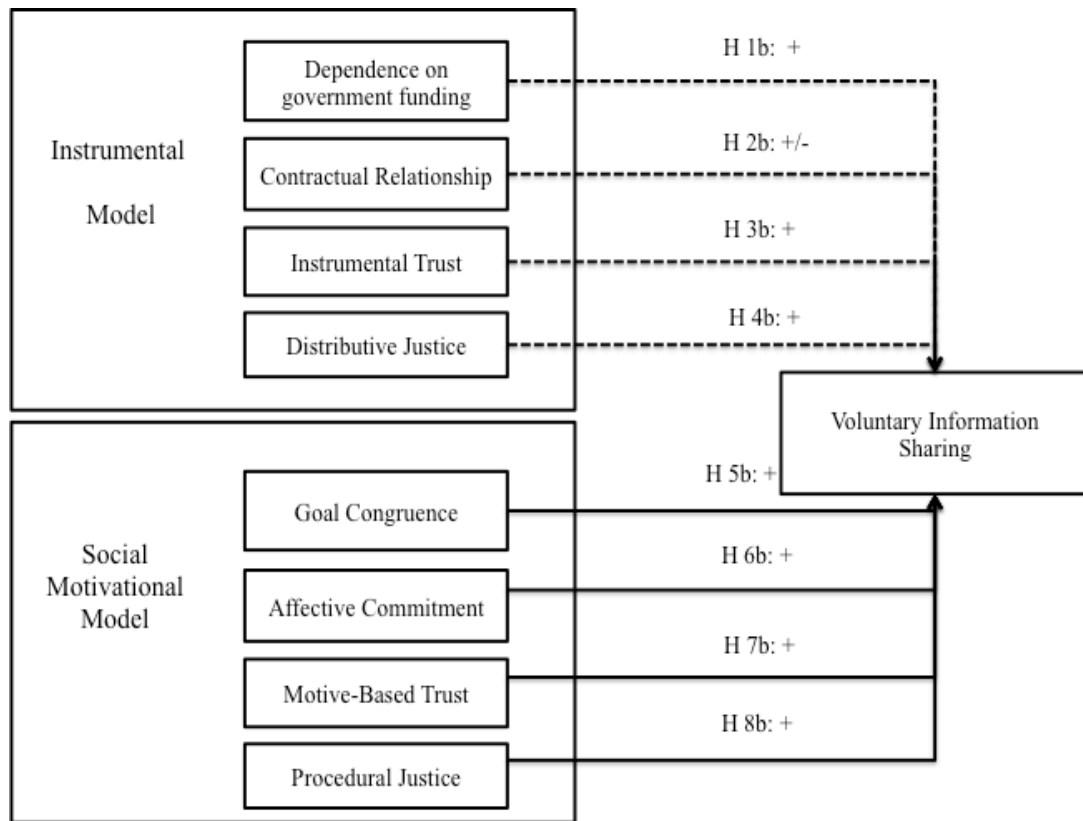 Instrumental
Model
Dependence on
government funding
H 1b: +
Contractual Relationship
H 2b: +/-
Instrumental Trust
H 3b: +
Distributive Justice
H 4b: +
Voluntary Information
Sharing
Social
Motivational
Model
Goal Congruence
H 5b: +
Affective Commitment
H 6b: +
Motive-Based Trust
H 7b: +
Procedural Justice
H 8b: +